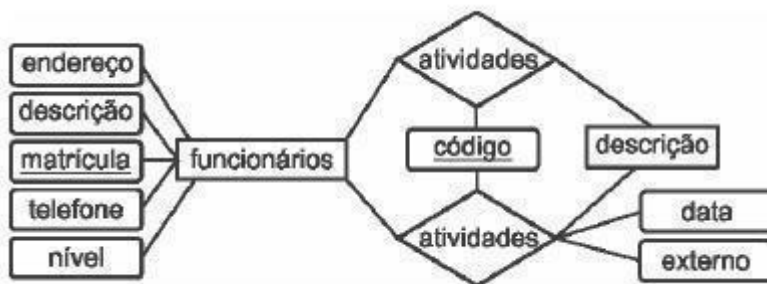 endereço
descrição
matrícula
telefone
nível
funcionários
atividades
código
atividades
descrição
data
externo